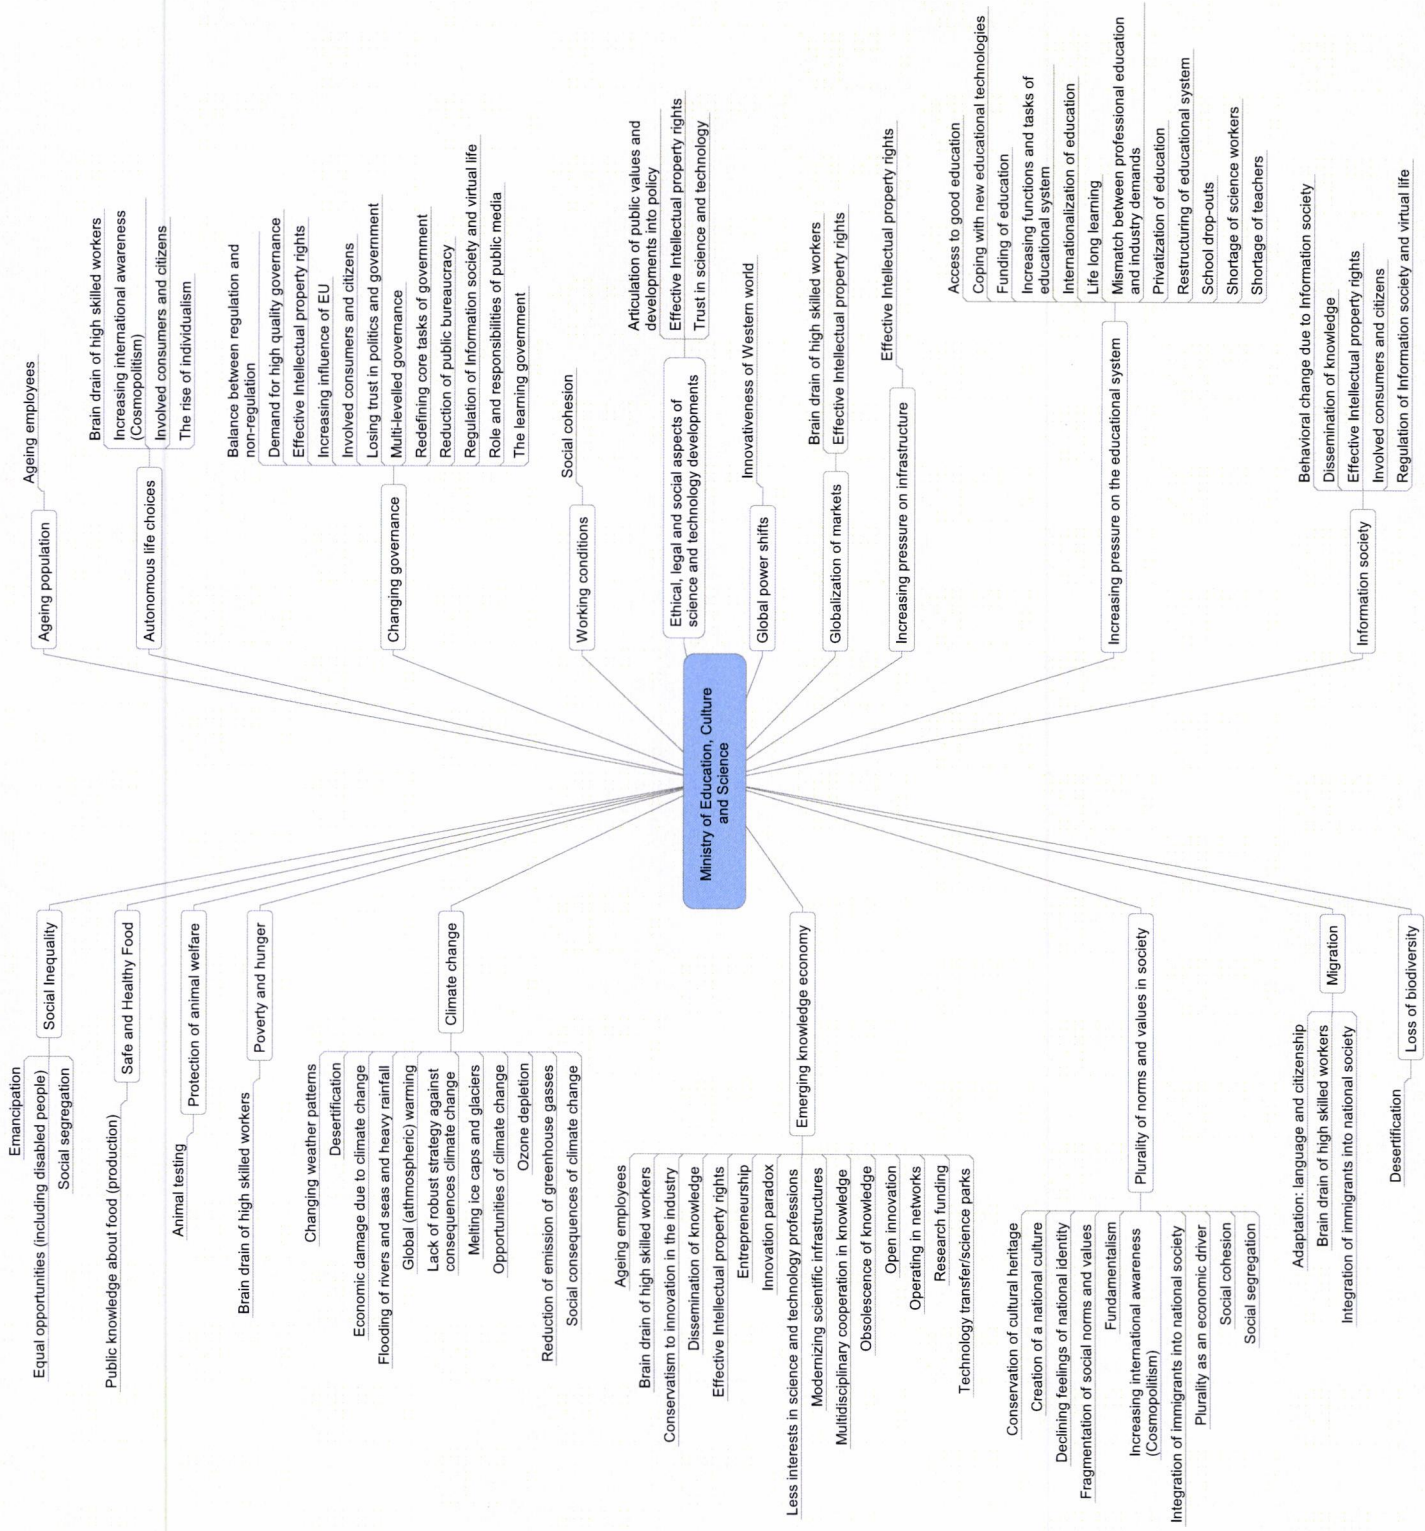 Ministry of Education, Culture
and Science
Ageing population
Ageing employees
Autonomous life choices
Brain drain of high skilled workers
Increasing international awareness
(Cosmopolitism)
Involved consumers and citizens
The rise of individualism
Changing governance
Balance between regulation and
non-regulation
Demand for high quality governance
Effective Intellectual property rights
Increasing influence of EU
Involved consumers and citizens
Losing trust in politics and government
Multi-levelled governance
Redefining core tasks of government
Reduction of public bureaucracy
Regulation of Information society and virtual life
Role and responsibilities of public media
The learning government
Working conditions
Social cohesion
Ethical, legal and social aspects of
science and technology developments
Articulation of public values and
developments into policy
Effective Intellectual property rights
Trust in science and technology
Global power shifts
Innovativeness of Western world
Globalization of markets
Brain drain of high skilled workers
Effective Intellectual property rights
Increasing pressure on infrastructure
Effective Intellectual property rights
Increasing pressure on the educational system
Access to good education
Coping with new educational technologies
Funding of education
Increasing functions and tasks of
educational system
Internationalization of education
Life long learning
Mismatch between professional education
and industry demands
Privatization of education
Restructuring of educational system
School drop-outs
Shortage of science workers
Shortage of teachers
Information society
Behavioral change due to Information society
Dissemination of knowledge
Effective Intellectual property rights
Involved consumers and citizens
Regulation of Information society and virtual life
Social Inequality
Emancipation
Equal opportunities (including disabled people)
Social segregation
Safe and Healthy Food
Public knowledge about food (production)
Protection of animal welfare
Animal testing
Poverty and hunger
Brain drain of high skilled workers
Climate change
Changing weather patterns
Desertification
Economic damage due to climate change
Flooding of rivers and seas and heavy rainfall
Global (athmospheric) warming
Lack of robust strategy against
consequences climate change
Melting ice caps and glaciers
Opportunities of climate change
Ozone depletion
Reduction of emission of greenhouse gasses
Social consequences of climate change
Emerging knowledge economy
Ageing employees
Brain drain of high skilled workers
Conservatism to innovation in the industry
Dissemination of knowledge
Effective Intellectual property rights
Entrepreneurship
Innovation paradox
Less interests in science and technology professions
Modernizing scientific infrastructures
Multidisciplinary cooperation in knowledge
Obsolescence of knowledge
Open innovation
Operating in networks
Research funding
Technology transfer/science parks
Plurality of norms and values in society
Conservation of cultural heritage
Creation of a national culture
Declining feelings of national identity
Fragmentation of social norms and values
Fundamentalism
Increasing international awareness
(Cosmopolitism)
Integration of immigrants into national society
Plurality as an economic driver
Social cohesion
Social segregation
Migration
Adaptation: language and citizenship
Brain drain of high skilled workers
Integration of immigrants into national society
Loss of biodiversity
Desertification